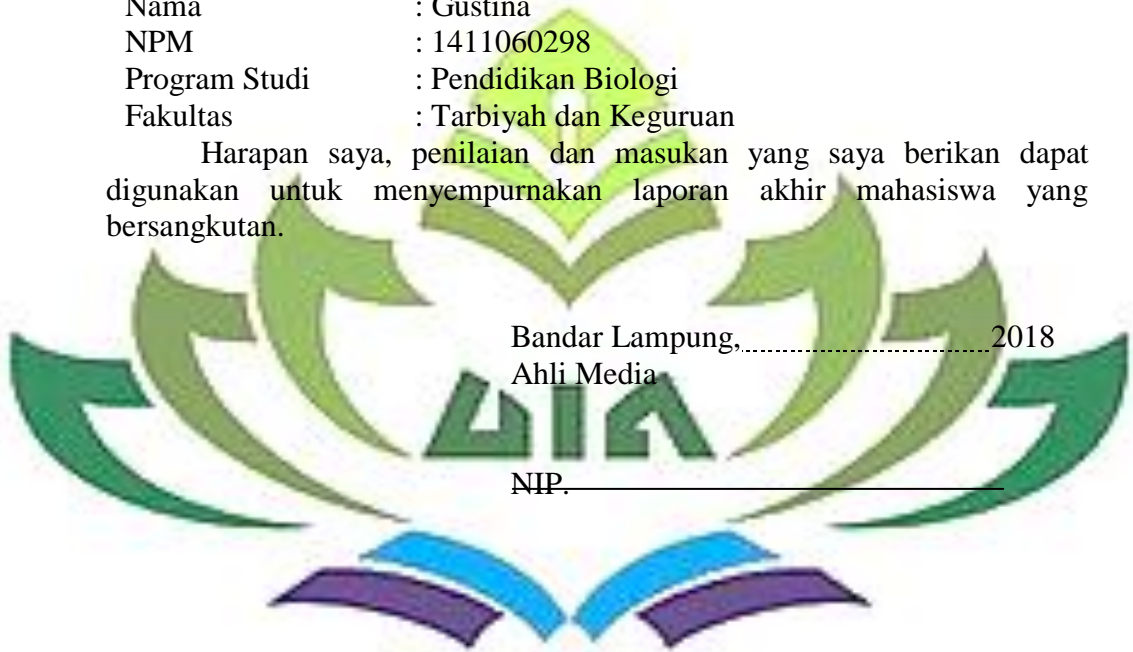 Nama : Gustina
NPM : 1411060298
Program Studi : Pendidikan Biologi
Fakultas : Tarbiyah dan Keguruan
Harapan saya, penilaian dan masukan yang saya berikan dapat
digunakan untuk menyempurnakan laporan akhir mahasiswa yang
bersangkutan.
Bandar Lampung,..............................2018
Ahli Media
UIN
NIP.